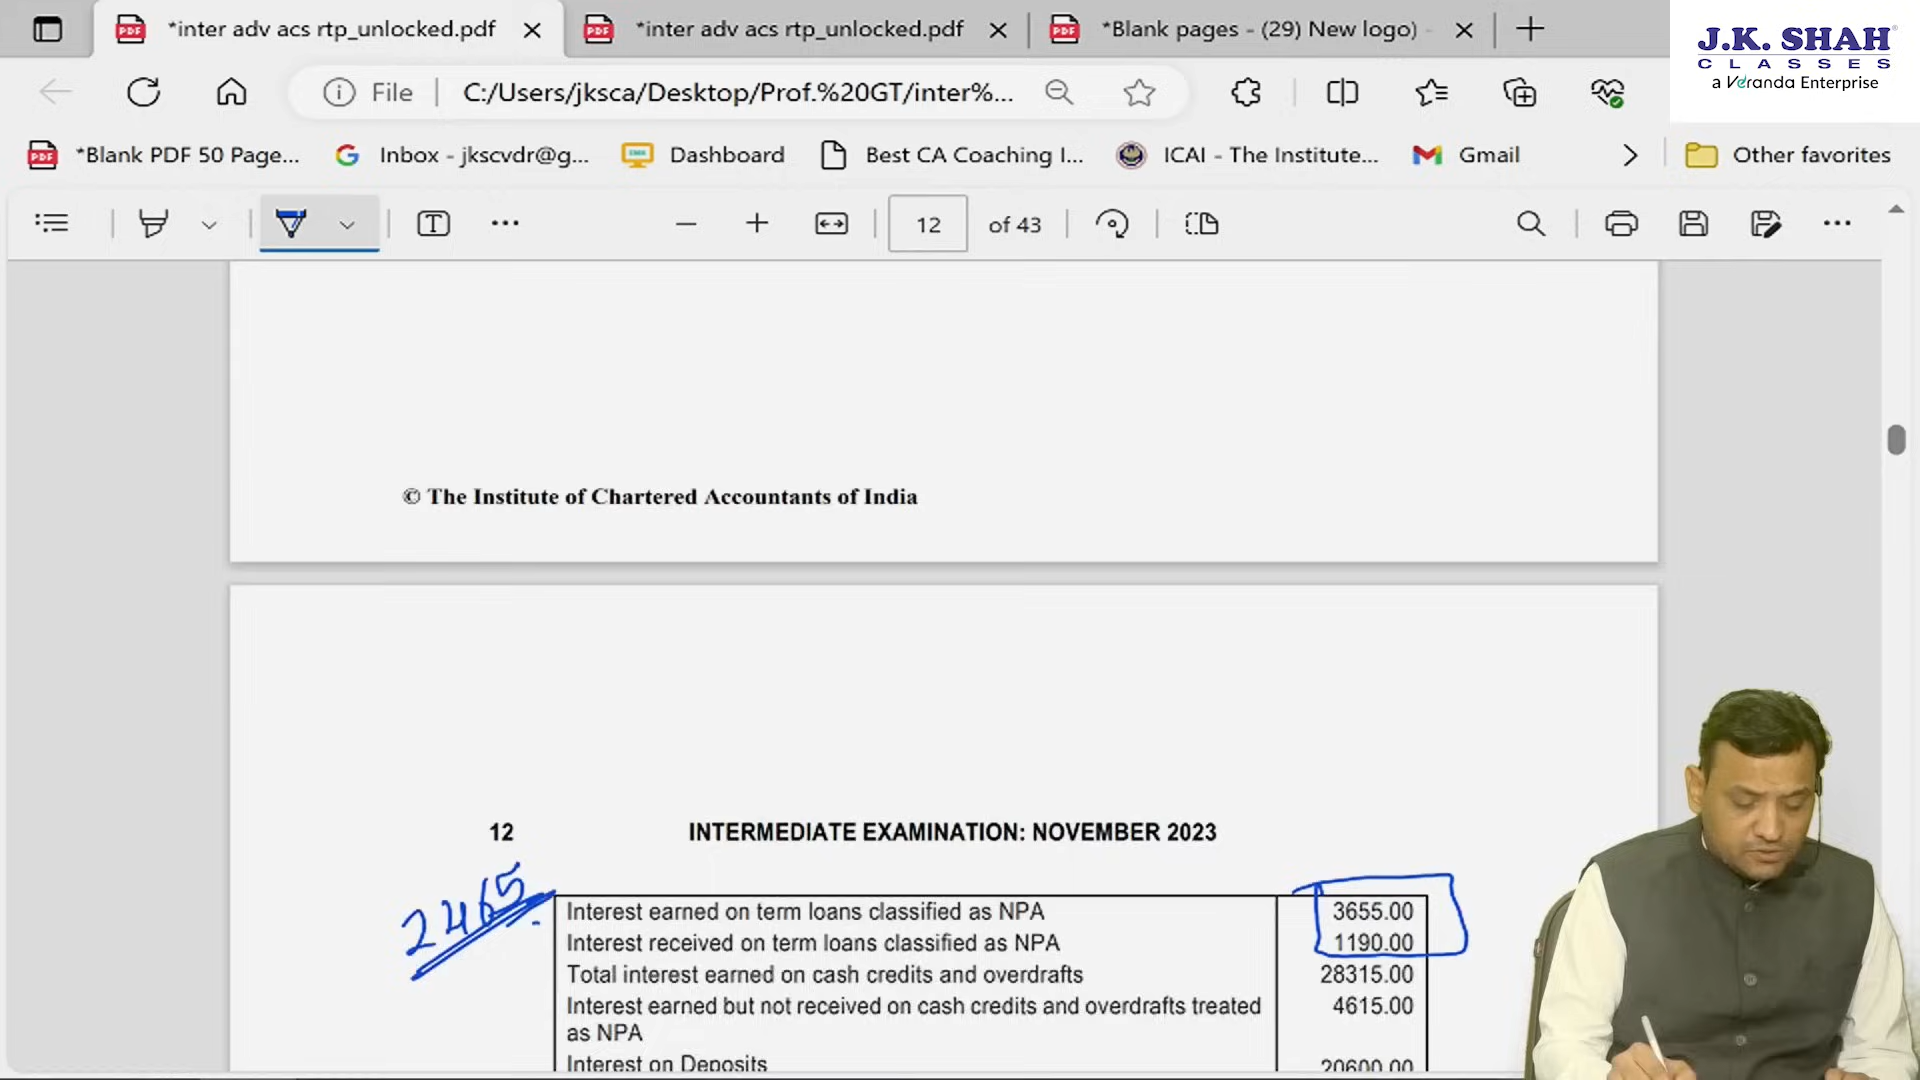 *inter adv acs rtp_unlocked.pdf
*inter adv acs rtp_unlocked.pdf
*Blank pages - (29) New logo) -
J.K. SHAH
CLASSES
a Veranda Enterprise
File
C:/Users/jksca/Desktop/Prof.%20GT/inter%...
*Blank PDF 50 Page...
Inbox - jkscvdr@g...
Dashboard
Best CA Coaching I...
ICAI - The Institute...
Gmail
Other favorites
12 of 43
© The Institute of Chartered Accountants of India
12 INTERMEDIATE EXAMINATION: NOVEMBER 2023
2465
Interest earned on term loans classified as NPA 3655.00
Interest received on term loans classified as NPA 1190.00
Total interest earned on cash credits and overdrafts 28315.00
Interest earned but not received on cash credits and overdrafts treated 4615.00
as NPA
Interest on Deposits 20600.00